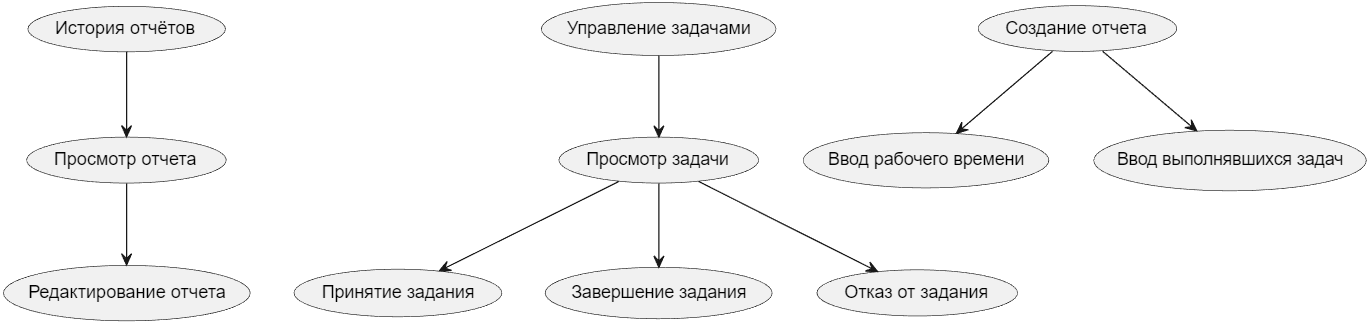 История отчётов
Управление задачами
Создание отчета
Просмотр отчета
Просмотр задачи
Ввод рабочего времени
Ввод выполнявшихся задач
Редактирование отчета
Принятие задания
Завершение задания
Отказ от задания